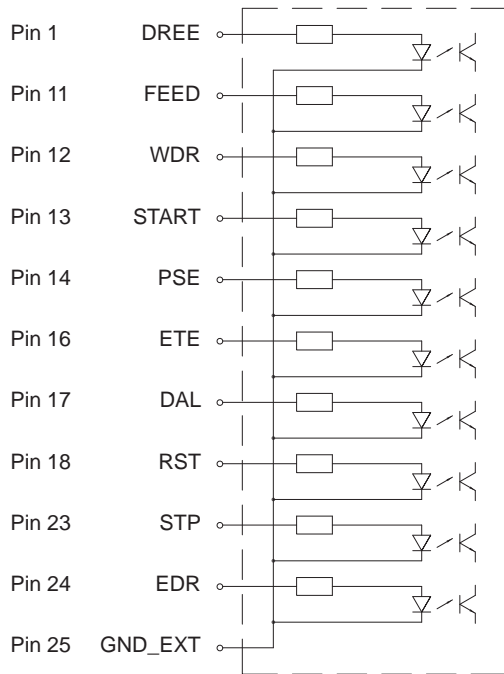 Pin 1 DREE
Pin 11 FEED
Pin 12 WDR
Pin 13 START
Pin 14 PSE
Pin 16 ETE
Pin 17 DAL
Pin 18 RST
Pin 23 STP
Pin 24 EDR
Pin 25 GND_EXT